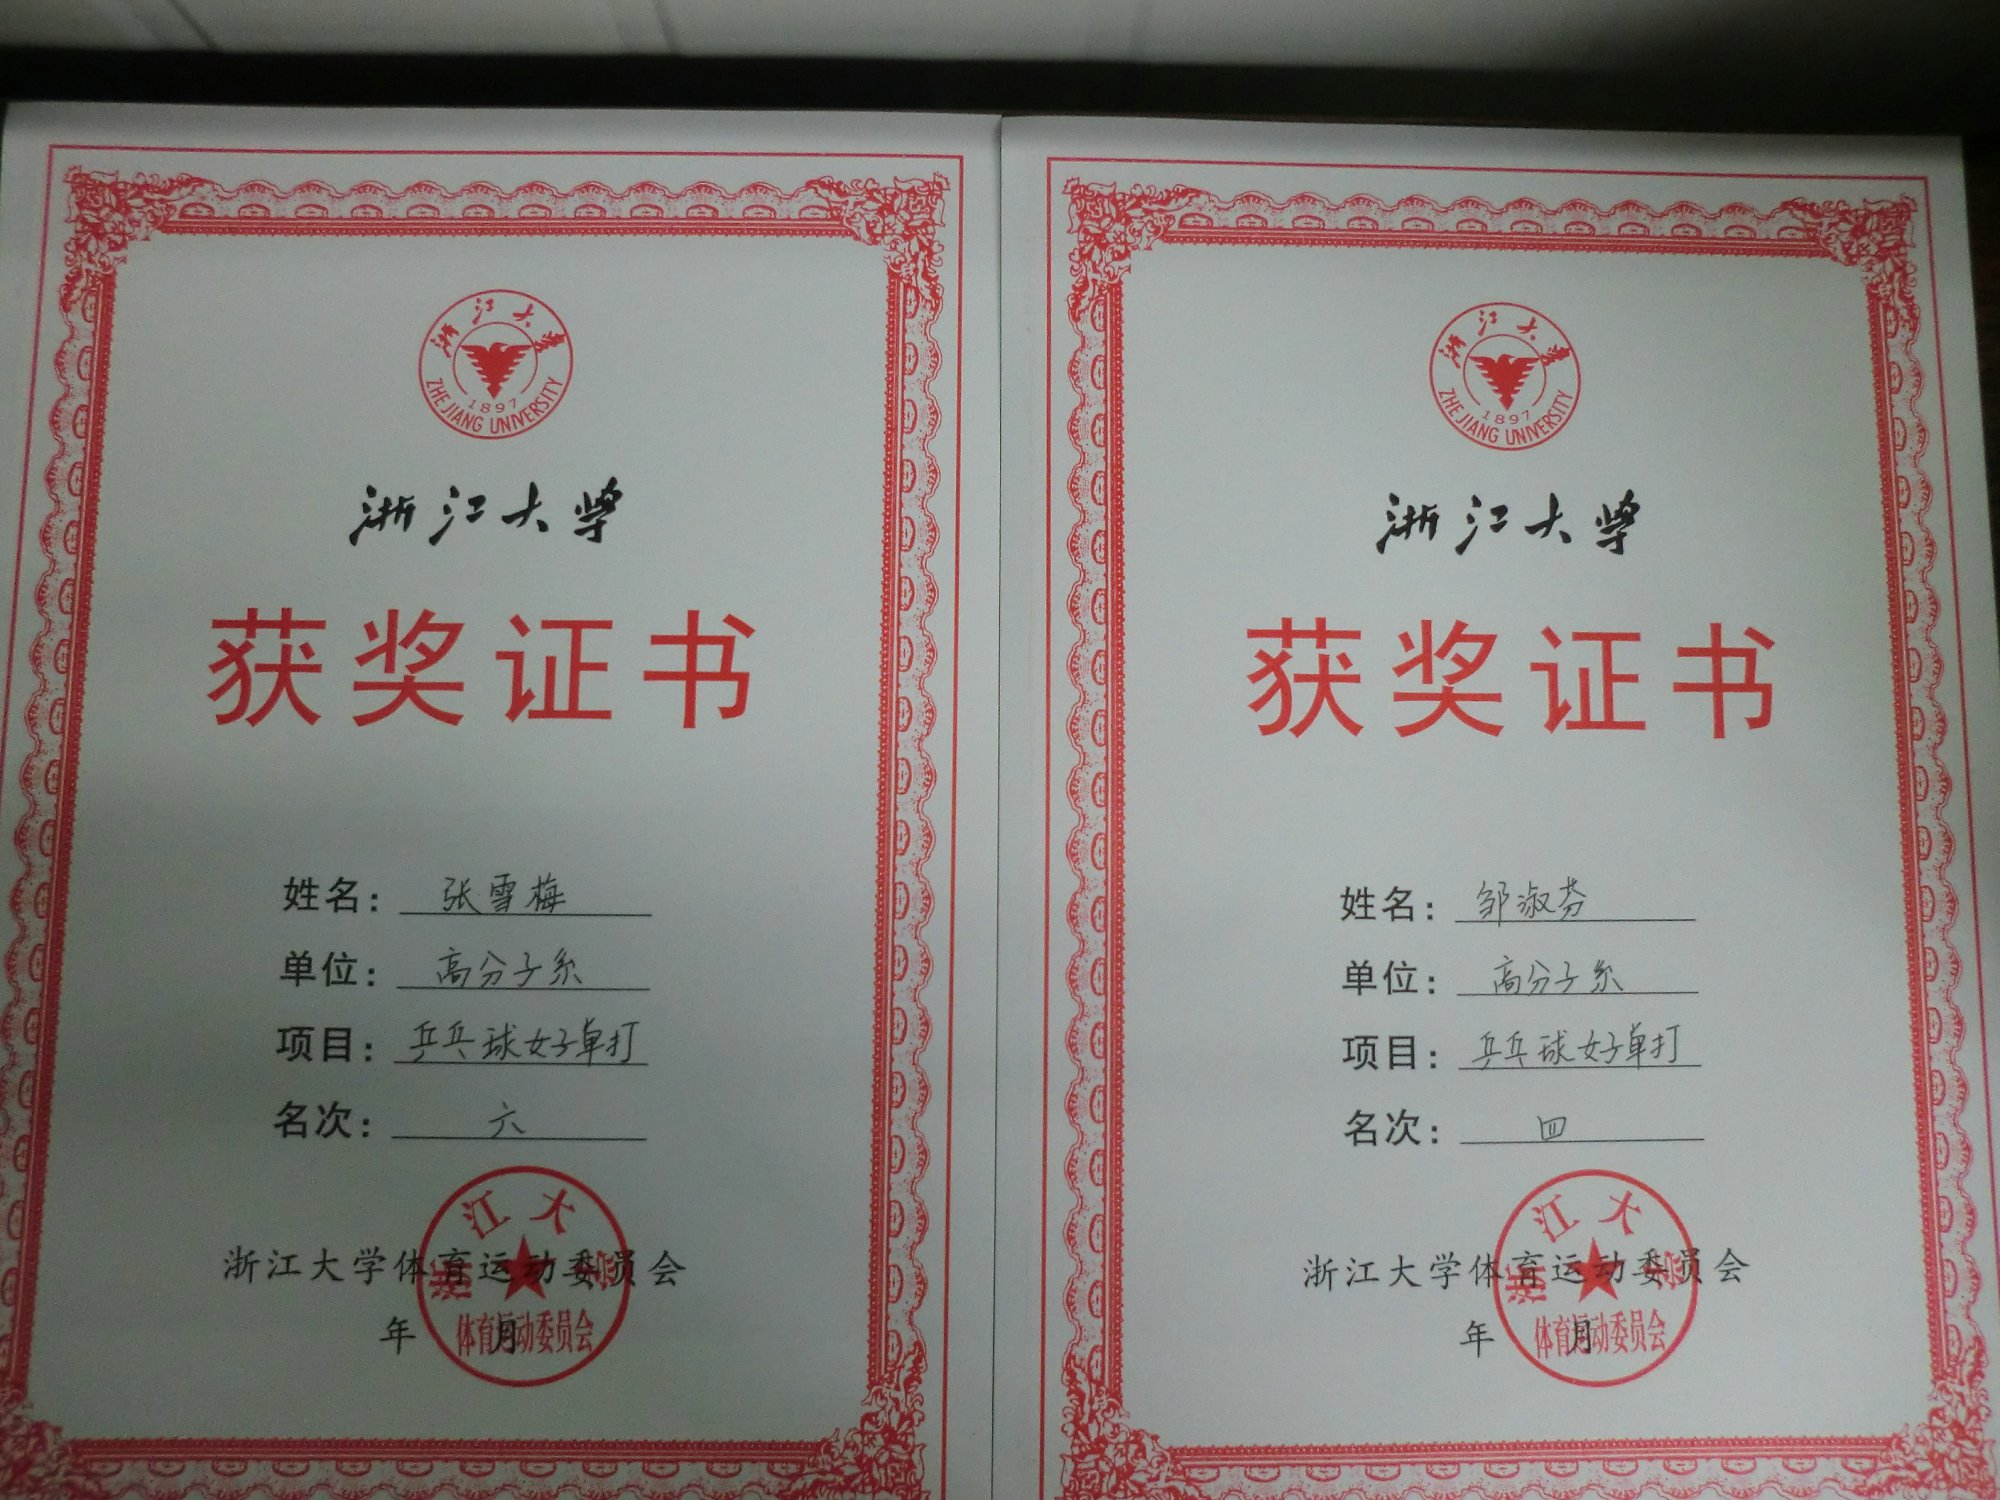 浙江大学
1897
ZHEJIANG UNIVERSITY
浙江大学
获奖证书
姓名：张雪梅
单位：高分子系
项目：乒乓球女子单打
名次：六
浙江大学体育运动委员会
年 月
浙江大学
体育运动委员会
浙江大学
1897
ZHEJIANG UNIVERSITY
浙江大学
获奖证书
姓名：邹淑芬
单位：高分子系
项目：乒乓球女子单打
名次：四
浙江大学体育运动委员会
年 月
浙江大学
体育运动委员会